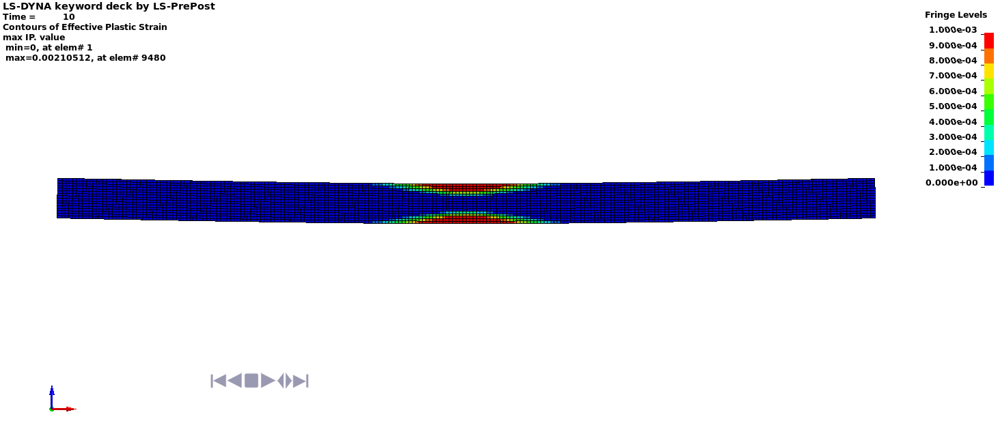 LS-DYNA keyword deck by LS-PrePost
Time = 10
Contours of Effective Plastic Strain
max IP. value
min=0, at elem# 1
max=0.00210512, at elem# 9480
Fringe Levels
1.000e-03
9.000e-04
8.000e-04
7.000e-04
6.000e-04
5.000e-04
4.000e-04
3.000e-04
2.000e-04
1.000e-04
0.000e+00